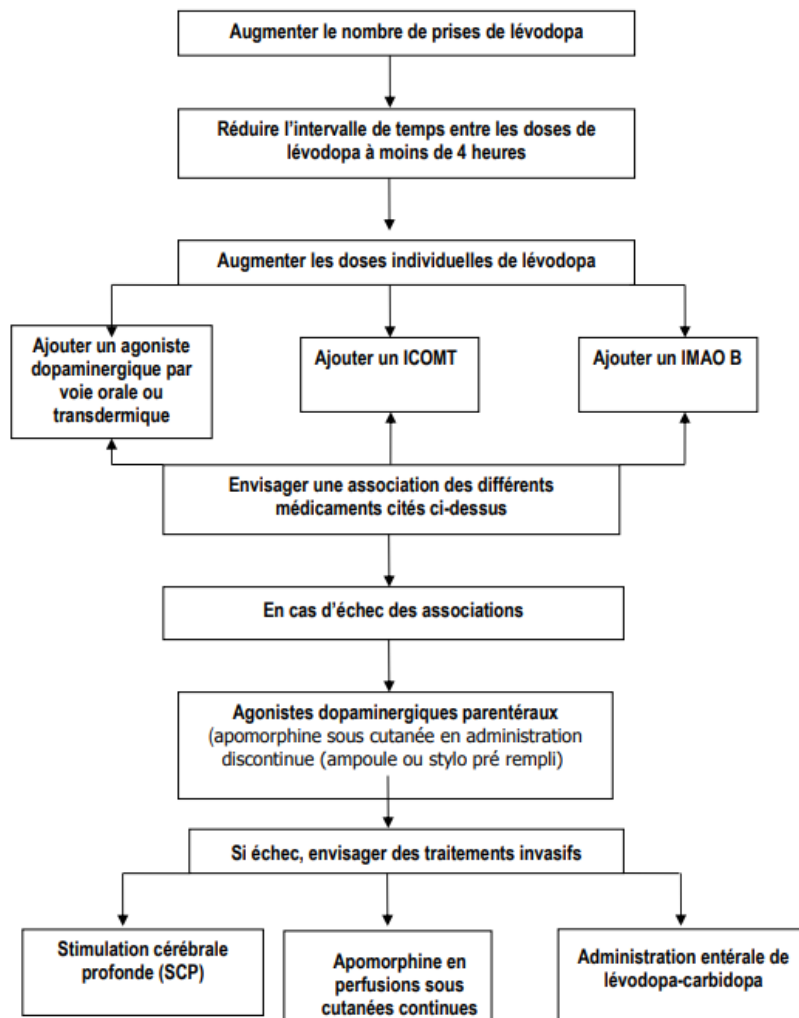 Augmenter le nombre de prises de lévodopa
Réduire l'intervalle de temps entre les doses de
lévodopa à moins de 4 heures
Augmenter les doses individuelles de lévodopa
Ajouter un agoniste
dopaminergique par
voie orale ou
transdermique
Ajouter un ICOMT
Ajouter un IMAO B
Envisager une association des différents
médicaments cités ci-dessus
En cas d'échec des associations
Agonistes dopaminergiques parentéraux
(apomorphine sous cutanée en administration
discontinue (ampoule ou stylo pré rempli)
Si échec, envisager des traitements invasifs
Stimulation cérébrale
profonde (SCP)
Apomorphine en
perfusions sous
cutanées continues
Administration entérale de
lévodopa-carbidopa